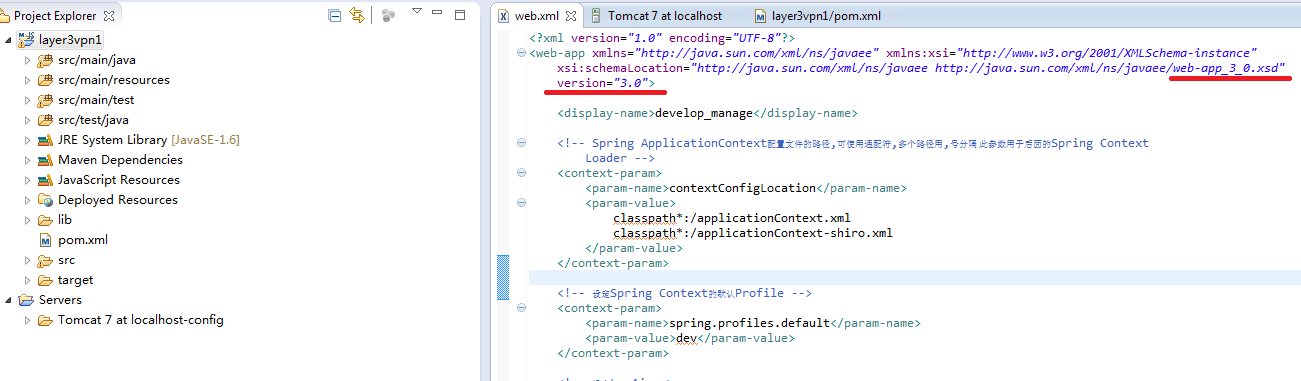 Project Explorer
layer3vpn1
src/main/java
src/main/resources
src/main/test
src/test/java
JRE System Library [JavaSE-1.6]
Maven Dependencies
JavaScript Resources
Deployed Resources
lib
pom.xml
src
target
Servers
Tomcat 7 at localhost-config
web.xml
Tomcat 7 at localhost
layer3vpn1/pom.xml
<?xml version="1.0" encoding="UTF-8"?>
<web-app xmlns="http://java.sun.com/xml/ns/javaee" xmlns:xsi="http://www.w3.org/2001/XMLSchema-instance"
xsi:schemaLocation="http://java.sun.com/xml/ns/javaee http://java.sun.com/xml/ns/javaee/web-app_3_0.xsd"
version="3.0">
<display-name>develop_manage</display-name>
<!-- Spring ApplicationContext配置文件的路径,可使用通配符,多个路径用,号分隔 此参数用于后面的Spring Context
Loader -->
<context-param>
<param-name>contextConfigLocation</param-name>
<param-value>
classpath*:/applicationContext.xml
classpath*:/applicationContext-shiro.xml
</param-value>
</context-param>
<!-- 设定Spring Context的默认Profile -->
<context-param>
<param-name>spring.profiles.default</param-name>
<param-value>dev</param-value>
</context-param>